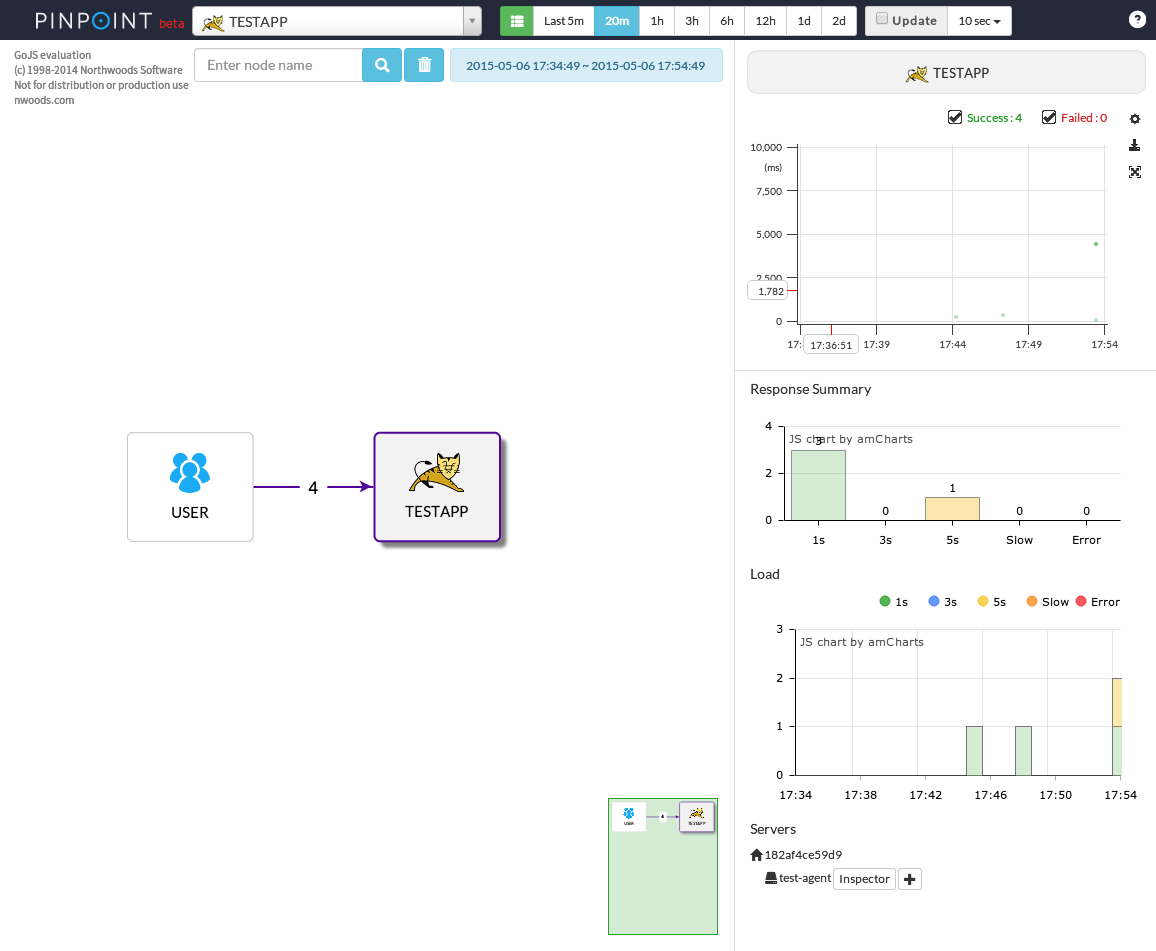 PINPOINT beta TESTAPP Last 5m 20m 1h 3h 6h 12h 1d 2d Update 10 sec
GoJS evaluation
(c) 1998-2014 Northwoods Software
Not for distribution or production use
nwoods.com
Enter node name 2015-05-06 17:34:49 ~ 2015-05-06 17:54:49
USER
4
TESTAPP
USER 4 TESTAPP
TESTAPP
Success : 4 Failed : 0
10,000
(ms)
7,500
5,000
2,500
1,782
0
17: 17:36:51 17:39 17:44 17:49 17:54
Response Summary
4
JS chart by amCharts
3
2
1
0 0 0 0
1s 3s 5s Slow Error
Load
1s 3s 5s Slow Error
3
JS chart by amCharts
2
1
0
17:34 17:38 17:42 17:46 17:50 17:54
Servers
182af4ce59d9
test-agent Inspector